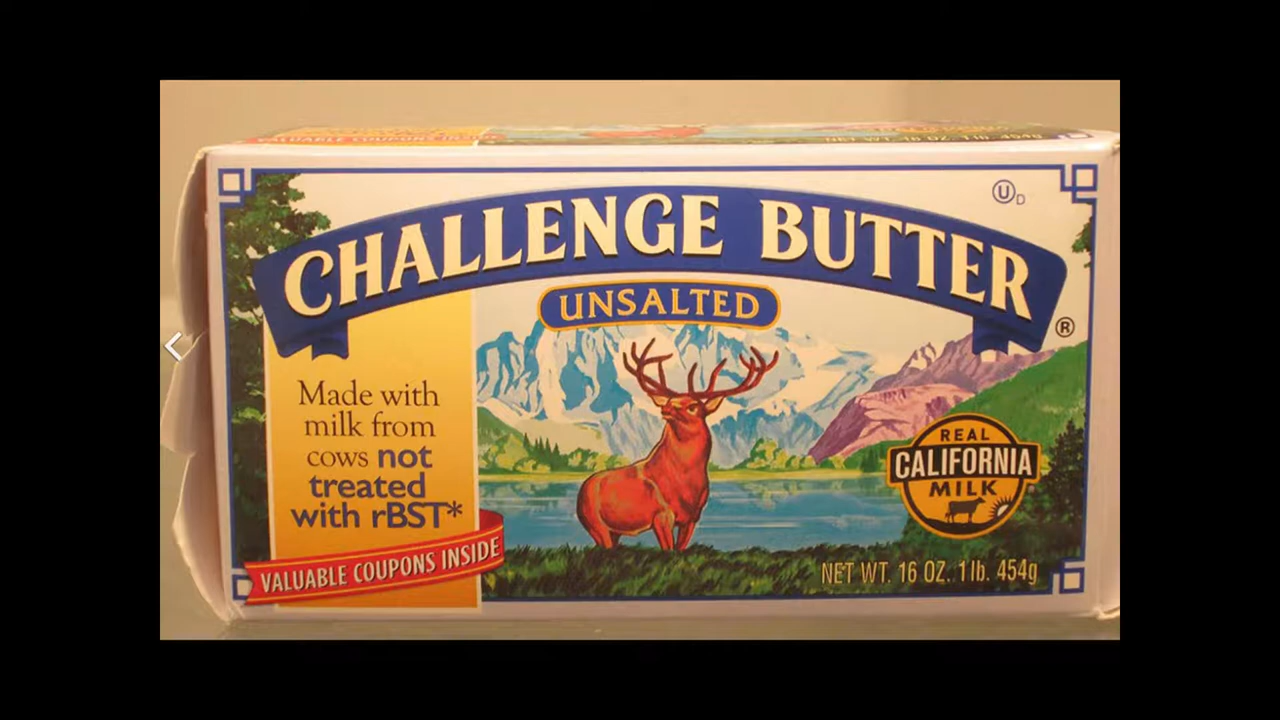 VALUABLE COUPONS INSIDE
NET WT. 16 OZ. 1 lb. 454g
U D
CHALLENGE BUTTER
®
UNSALTED
Made with
milk from
cows not
treated
with rBST*
REAL
CALIFORNIA
MILK
VALUABLE COUPONS INSIDE
NET WT. 16 OZ. 1 lb. 454g